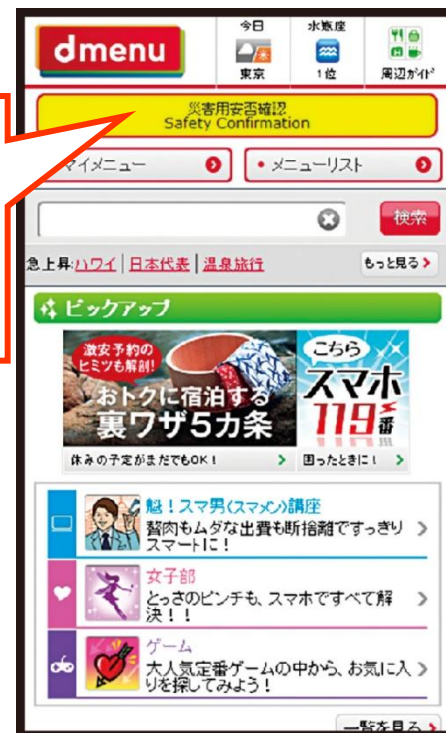 dmenu
今日
東京
水瓶座
1位
周辺ガイド
災害用安否確認
Safety Confirmation
マイメニュー
メニューリスト
検索
急上昇:ハワイ|日本代表|温泉旅行
もっと見る
ピックアップ
激安予約の
ヒミツも解剖!
おトクに宿泊する
裏ワザ5カ条
休みの予定がまだでもOK!
こちら
スマホ
119番
困ったときに!
魁!スマ男(スマメン)講座
贅肉もムダな出費も断捨離ですっきり
スマートに!
女子部
とっさのピンチも、スマホですべて解
決!!
ゲーム
大人気定番ゲームの中から、お気に入
りを探してみよう!
一覧を見る